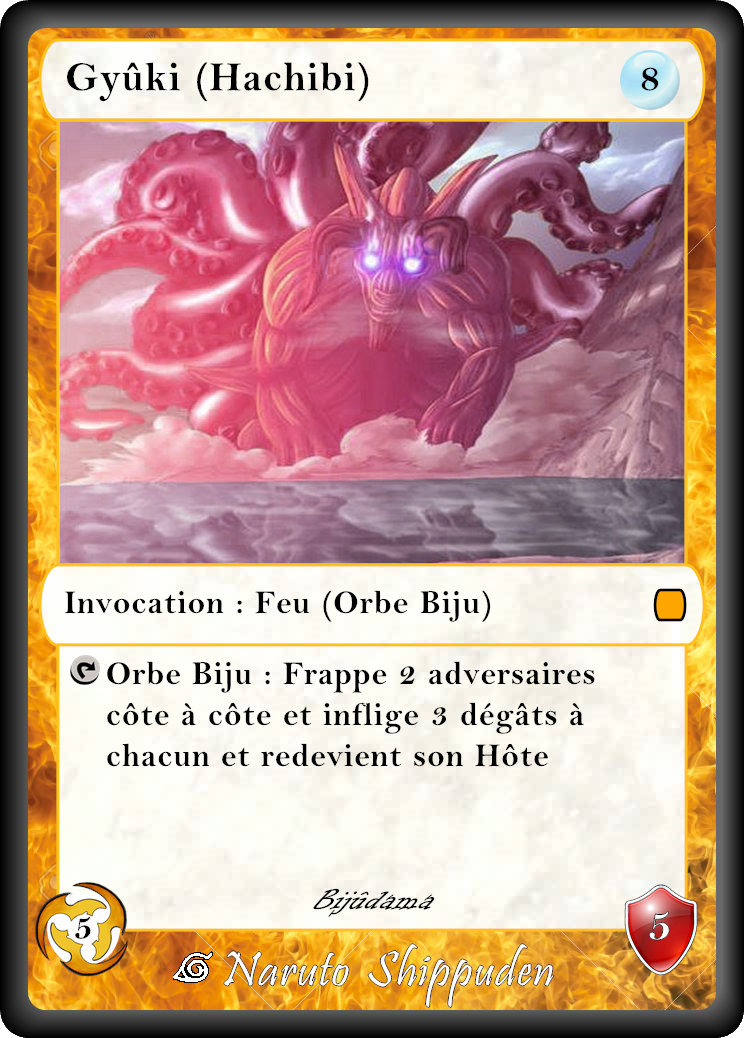 Gyûki (Hachibi)
8
Invocation : Feu (Orbe Biju)
Orbe Biju : Frappe 2 adversaires
côte à côte et inflige 3 dégâts à
chacun et redevient son Hôte
Bijûdama
5
5
Naruto Shippuden